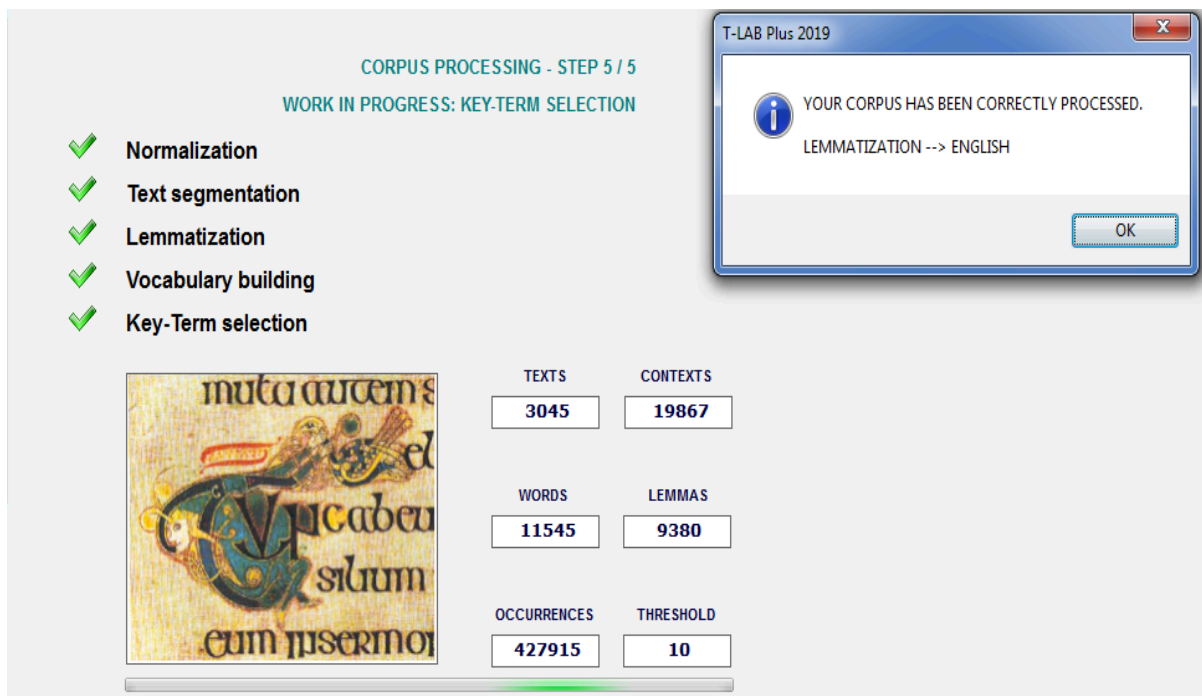 T-LAB Plus 2019
YOUR CORPUS HAS BEEN CORRECTLY PROCESSED.
LEMMATIZATION --> ENGLISH
OK
CORPUS PROCESSING - STEP 5 / 5
WORK IN PROGRESS: KEY-TERM SELECTION
Normalization
Text segmentation
Lemmatization
Vocabulary building
Key-Term selection
TEXTS CONTEXTS
3045 19867
WORDS LEMMAS
11545 9380
OCCURRENCES THRESHOLD
427915 10
silium